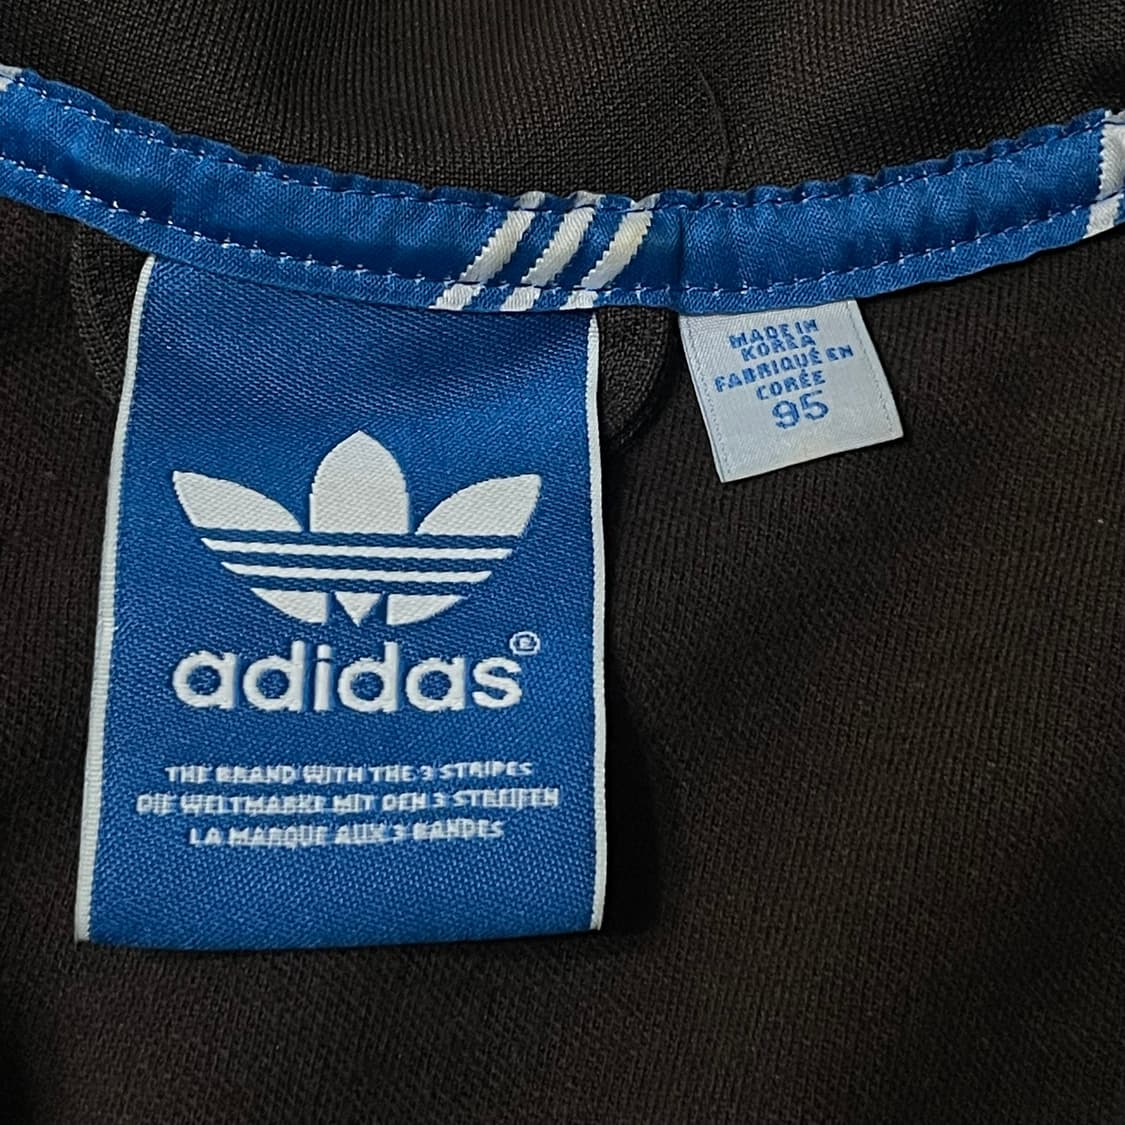 adidas®
THE BRAND WITH THE 3 STRIPES
DIE WELTMARKE MIT DEN 3 STREIFEN
LA MARQUE AUX 3 BANDES
MADE IN
KOREA
FABRIQUÉ EN
CORÉE
95